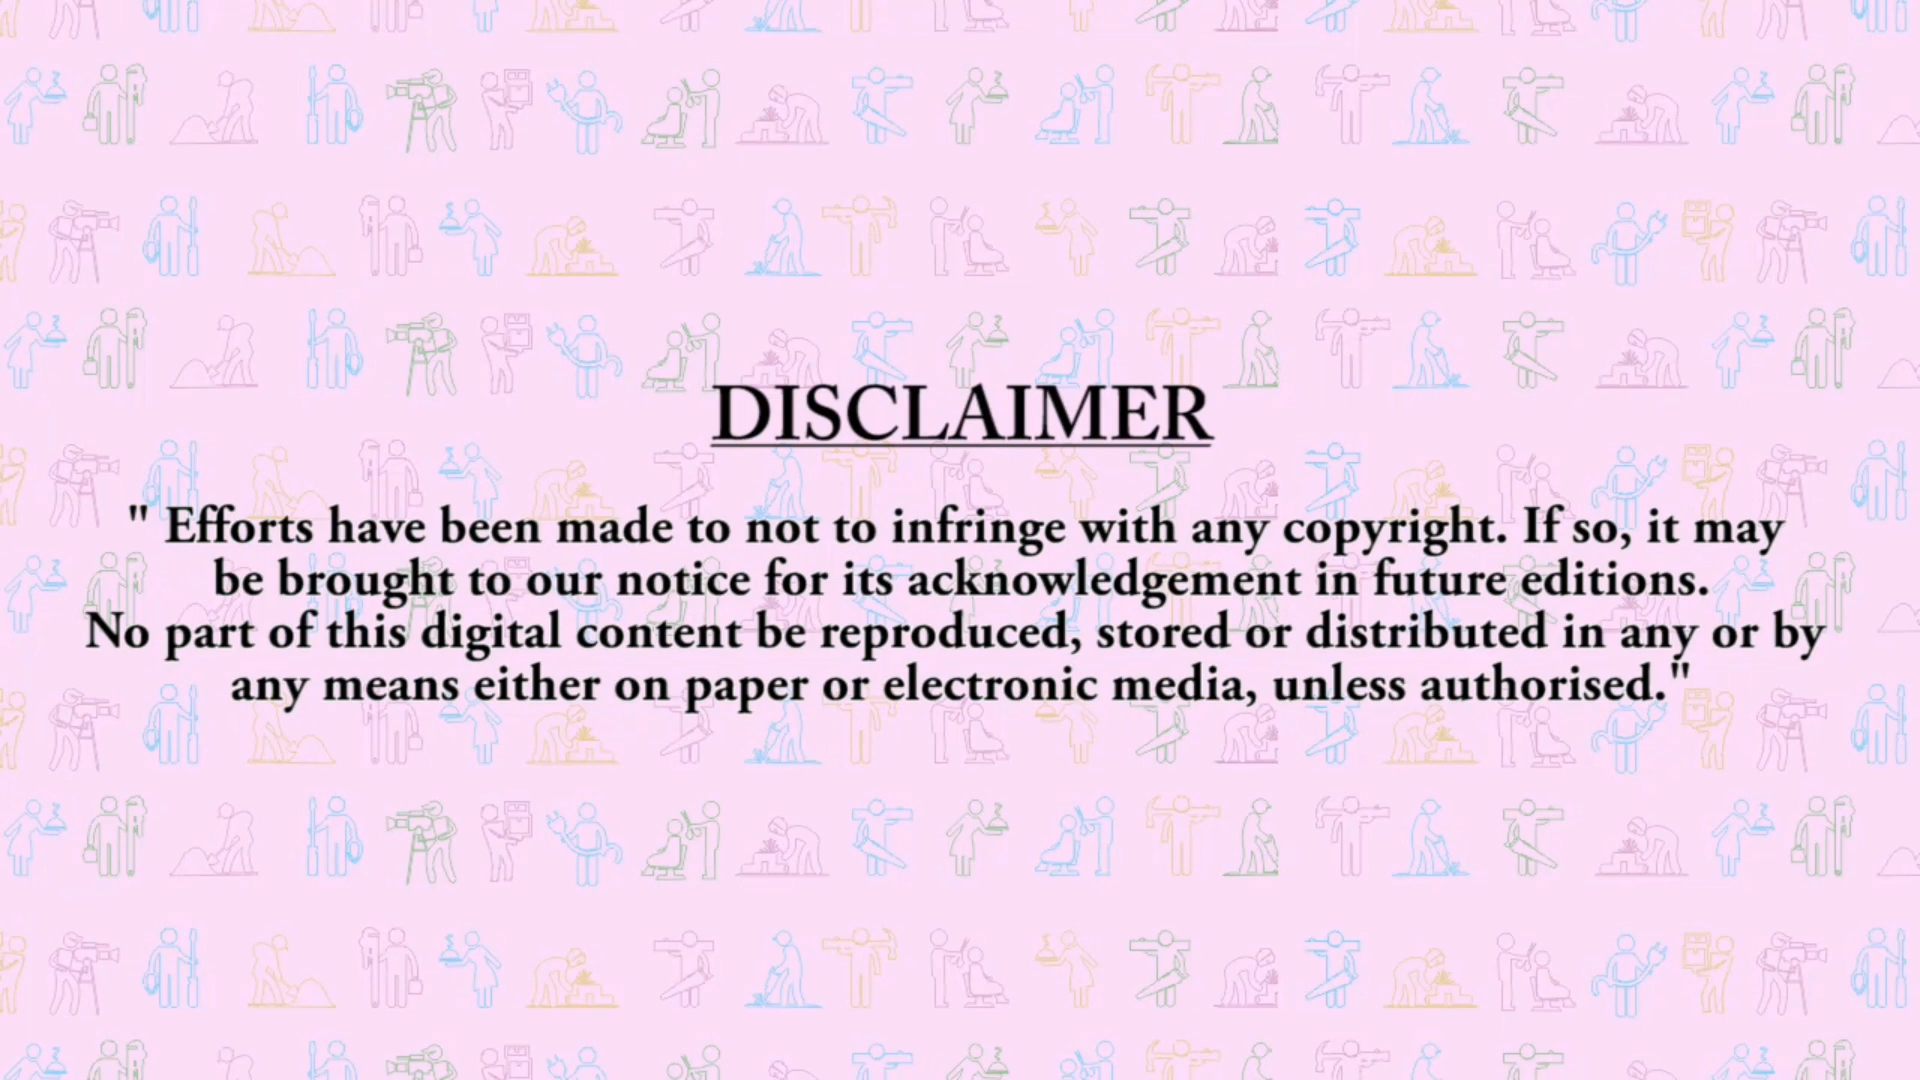 DISCLAIMER
" Efforts have been made to not to infringe with any copyright. If so, it may
be brought to our notice for its acknowledgement in future editions.
No part of this digital content be reproduced, stored or distributed in any or by
any means either on paper or electronic media, unless authorised."